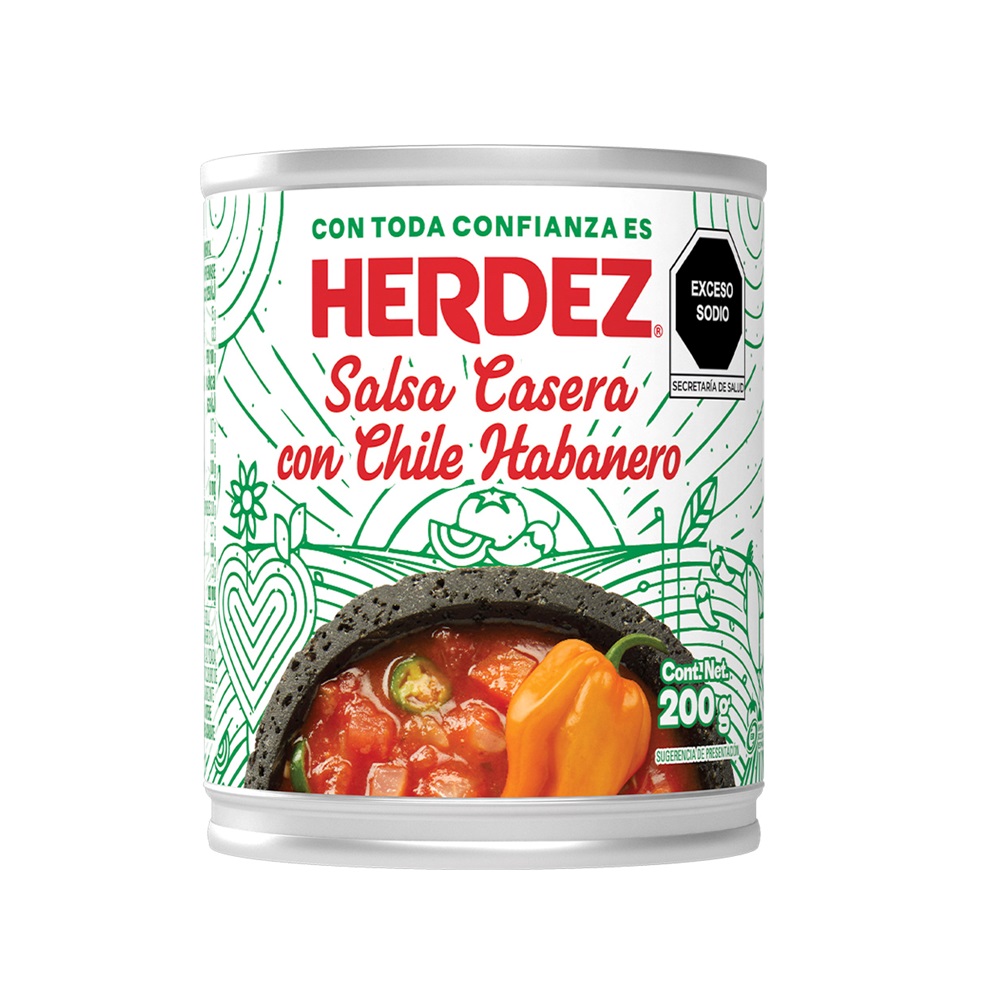 CON TODA CONFIANZA ES
HERDEZ®
Salsa Casera
con Chile Habanero
EXCESO
SODIO
SECRETARÍA DE SALUD
Cont. Net.
200 g
SUGERENCIA DE PRESENTACIÓN